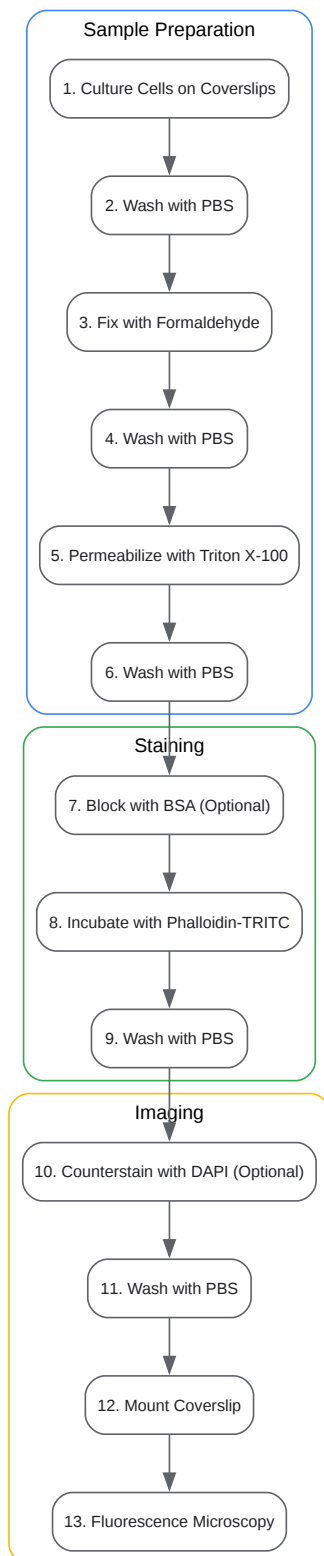 Sample Preparation
1. Culture Cells on Coverslips
2. Wash with PBS
3. Fix with Formaldehyde
4. Wash with PBS
5. Permeabilize with Triton X-100
6. Wash with PBS
Staining
7. Block with BSA (Optional)
8. Incubate with Phalloidin-TRITC
9. Wash with PBS
Imaging
10. Counterstain with DAPI (Optional)
11. Wash with PBS
12. Mount Coverslip
13. Fluorescence Microscopy